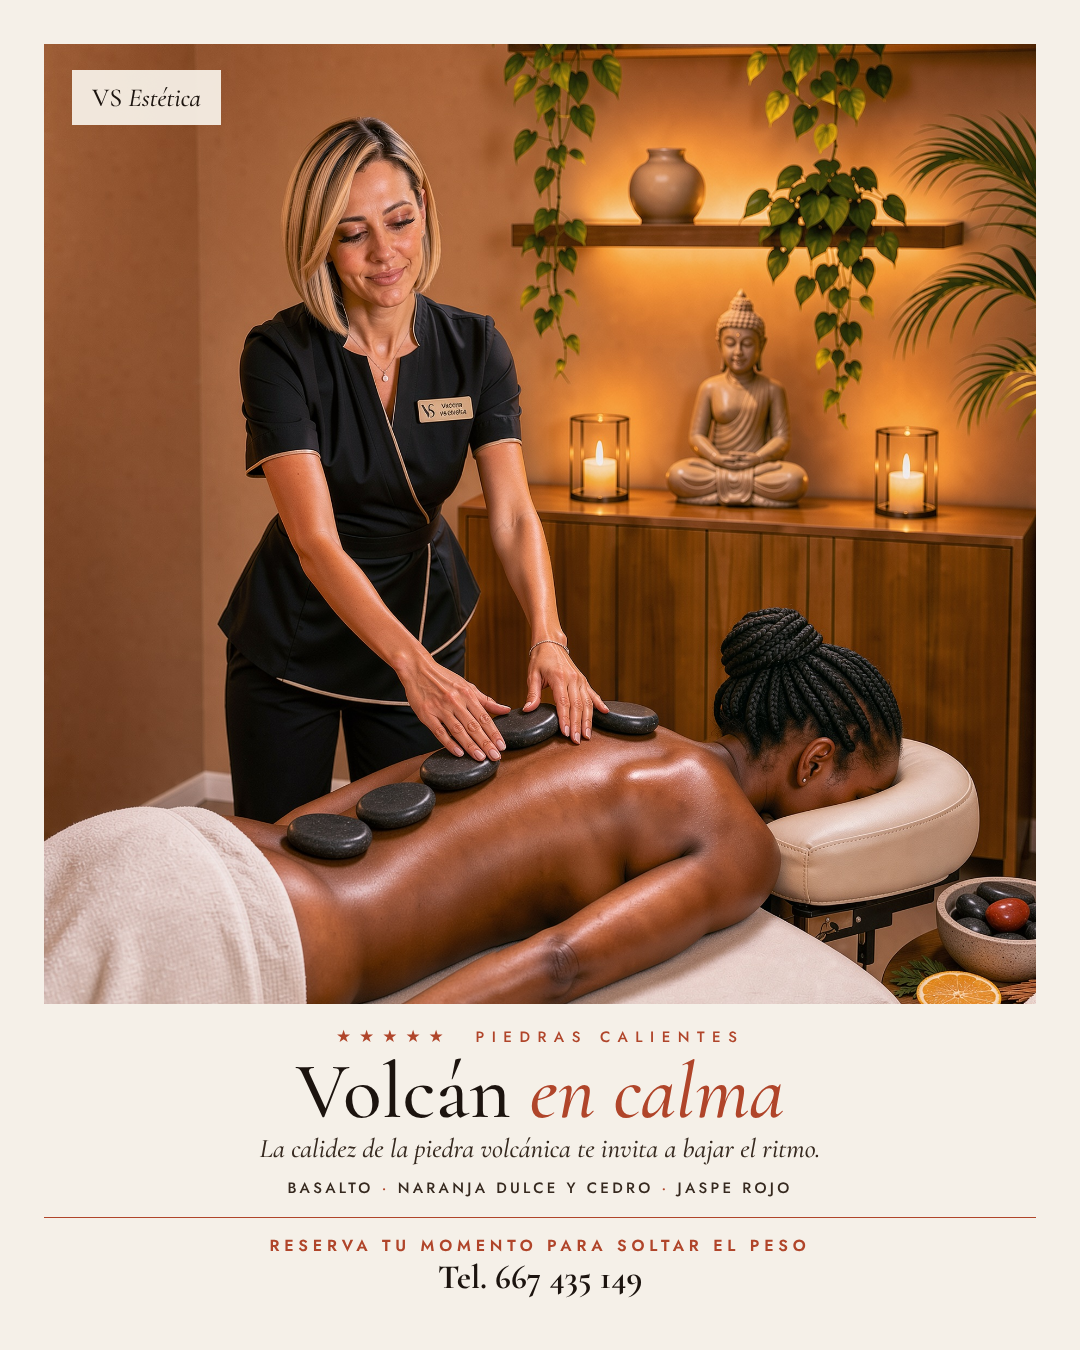 VS Estética
VS
★★★★★ PIEDRAS CALIENTES
Volcán en calma
La calidez de la piedra volcánica te invita a bajar el ritmo.
BASALTO · NARANJA DULCE Y CEDRO · JASPE ROJO
RESERVA TU MOMENTO PARA SOLTAR EL PESO
Tel. 667 435 149